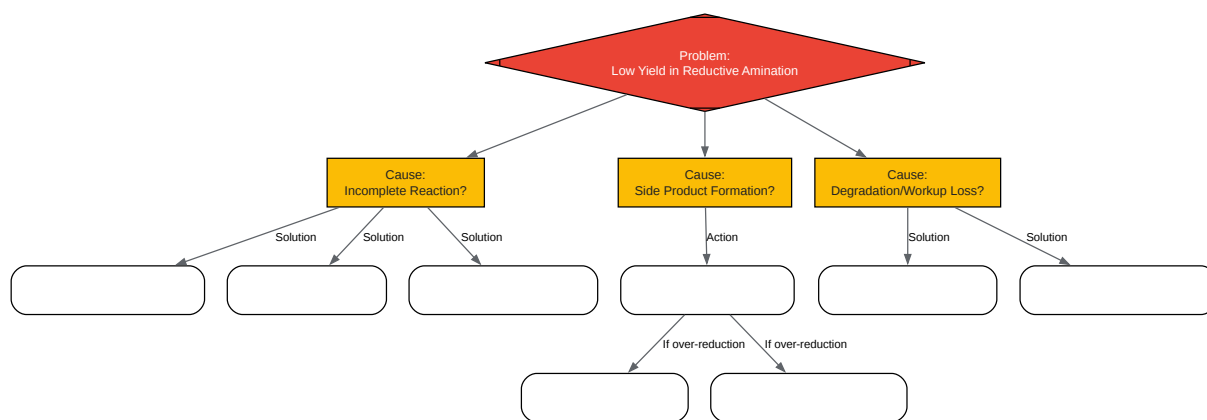 Problem:
Low Yield in Reductive Amination
Cause:
Incomplete Reaction?
Cause:
Side Product Formation?
Cause:
Degradation/Workup Loss?
Solution
Solution
Solution
Action
Solution
Solution
If over-reduction
If over-reduction